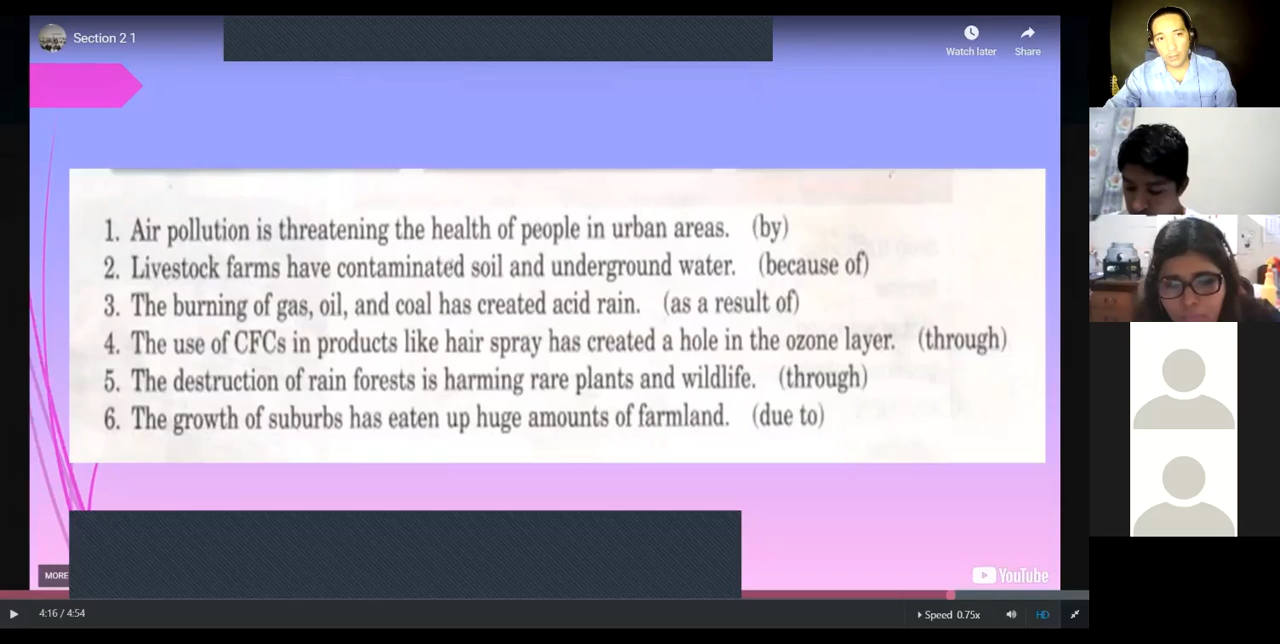 Section 2 1
Watch later
Share
1. Air pollution is threatening the health of people in urban areas. (by)
2. Livestock farms have contaminated soil and underground water. (because of)
3. The burning of gas, oil, and coal has created acid rain. (as a result of)
4. The use of CFCs in products like hair spray has created a hole in the ozone layer. (through)
5. The destruction of rain forests is harming rare plants and wildlife. (through)
6. The growth of suburbs has eaten up huge amounts of farmland. (due to)
MORE
YouTube
4:16 / 4:54
Speed 0.75x
HD